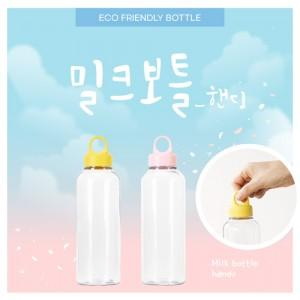 ECO FRIENDLY BOTTLE
밀크보틀_핸디
Milk bottle
handy